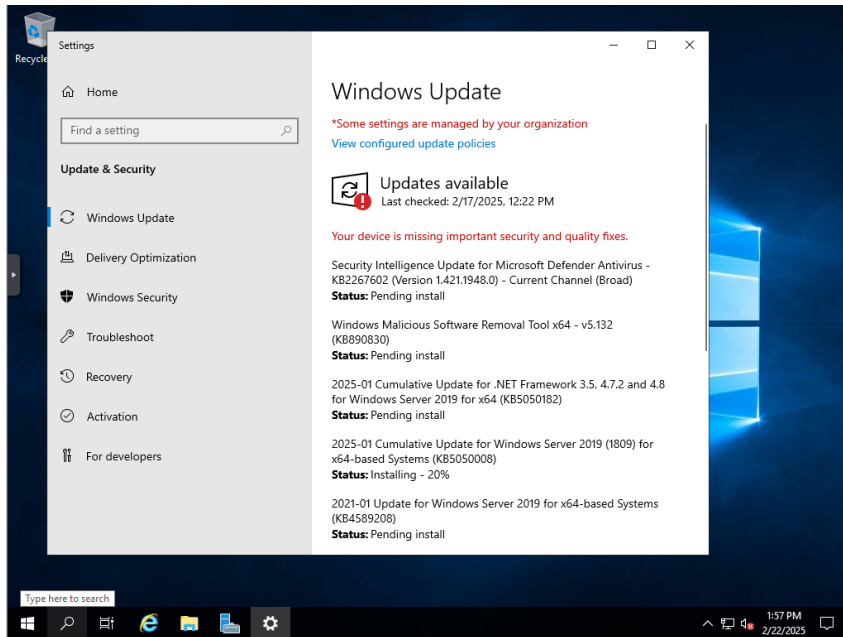 Recycle
Settings
Home
Find a setting
Update & Security
Windows Update
Delivery Optimization
Windows Security
Troubleshoot
Recovery
Activation
For developers
Windows Update
*Some settings are managed by your organization
View configured update policies
Updates available
Last checked: 2/17/2025, 12:22 PM
Your device is missing important security and quality fixes.
Security Intelligence Update for Microsoft Defender Antivirus -
KB2267602 (Version 1.421.1948.0) - Current Channel (Broad)
Status: Pending install
Windows Malicious Software Removal Tool x64 - v5.132
(KB890830)
Status: Pending install
2025-01 Cumulative Update for .NET Framework 3.5, 4.7.2 and 4.8
for Windows Server 2019 for x64 (KB5050182)
Status: Pending install
2025-01 Cumulative Update for Windows Server 2019 (1809) for
x64-based Systems (KB5050008)
Status: Installing - 20%
2021-01 Update for Windows Server 2019 for x64-based Systems
(KB4589208)
Status: Pending install
Type here to search
1:57 PM
2/22/2025